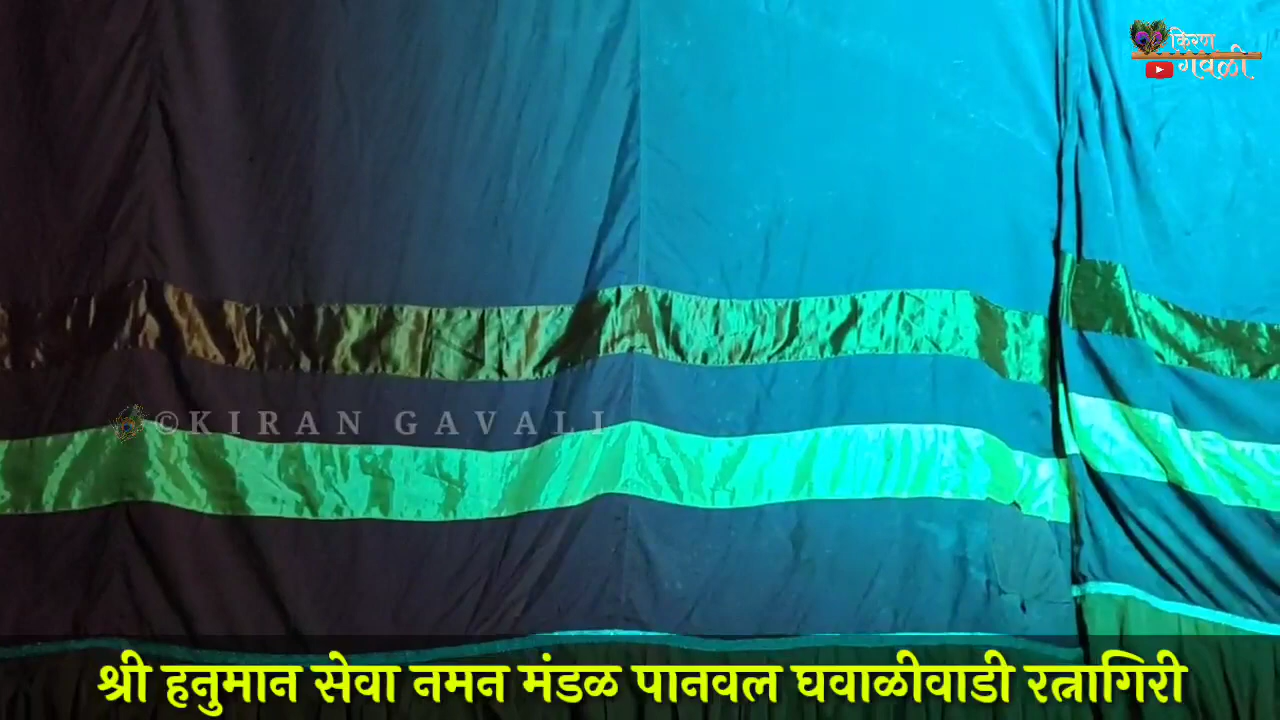 किरण
गवळी
©KIRAN GAVALI
श्री हनुमान सेवा नमन मंडळ पानवल घवाळीवाडी रत्नागिरी